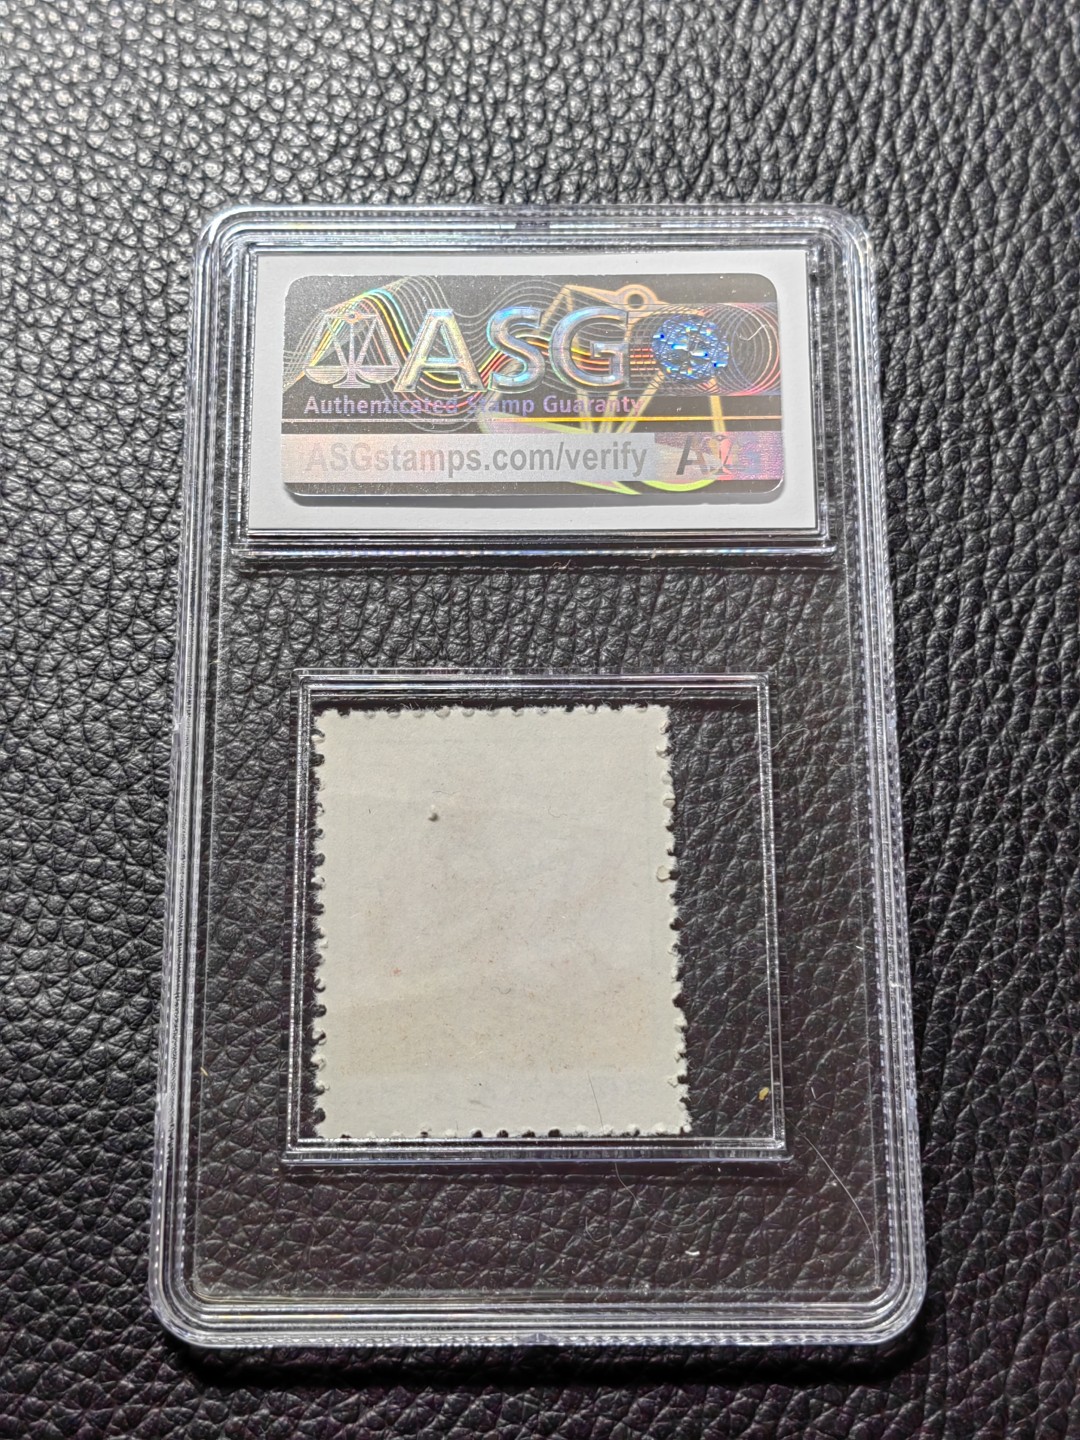 ASG
Authenticated Stamp Guaranty
ASGstamps.com/verify